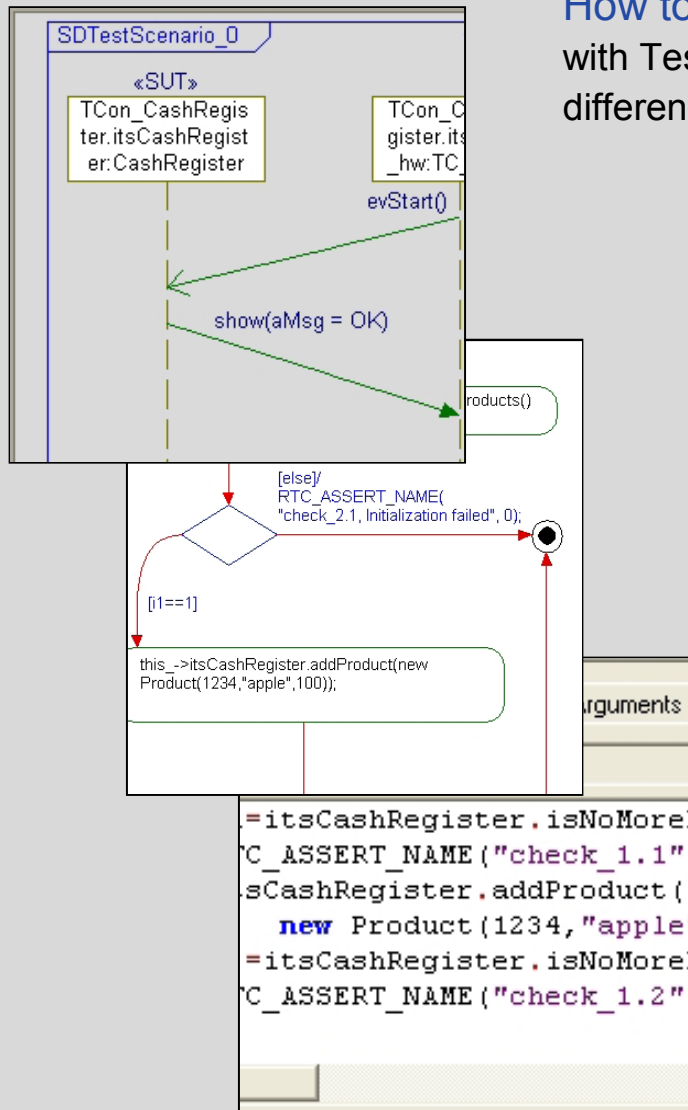 How to
with Tes
differen
SDTestScenario_0
«SUT»
TCon_CashRegis
ter.itsCashRegist
er:CashRegister
TCon_C
gister.its
_hw:TC_
evStart()
show(aMsg = OK)
roducts()
[else]/
RTC_ASSERT_NAME(
"check_2.1, Initialization failed", 0);
[i1==1]
this_->itsCashRegister.addProduct(new
Product(1234,"apple",100));
rguments
=itsCashRegister.isNoMore
C_ASSERT_NAME("check_1.1"
sCashRegister.addProduct(
new Product(1234,"apple
=itsCashRegister.isNoMore
C_ASSERT_NAME("check_1.2"